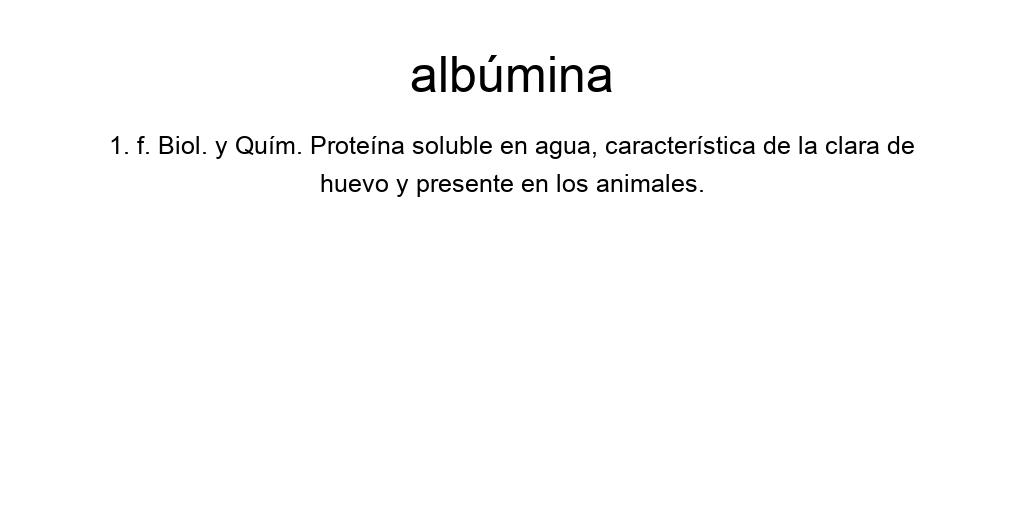 albúmina
1. f. Biol. y Quím. Proteína soluble en agua, característica de la clara de
huevo y presente en los animales.